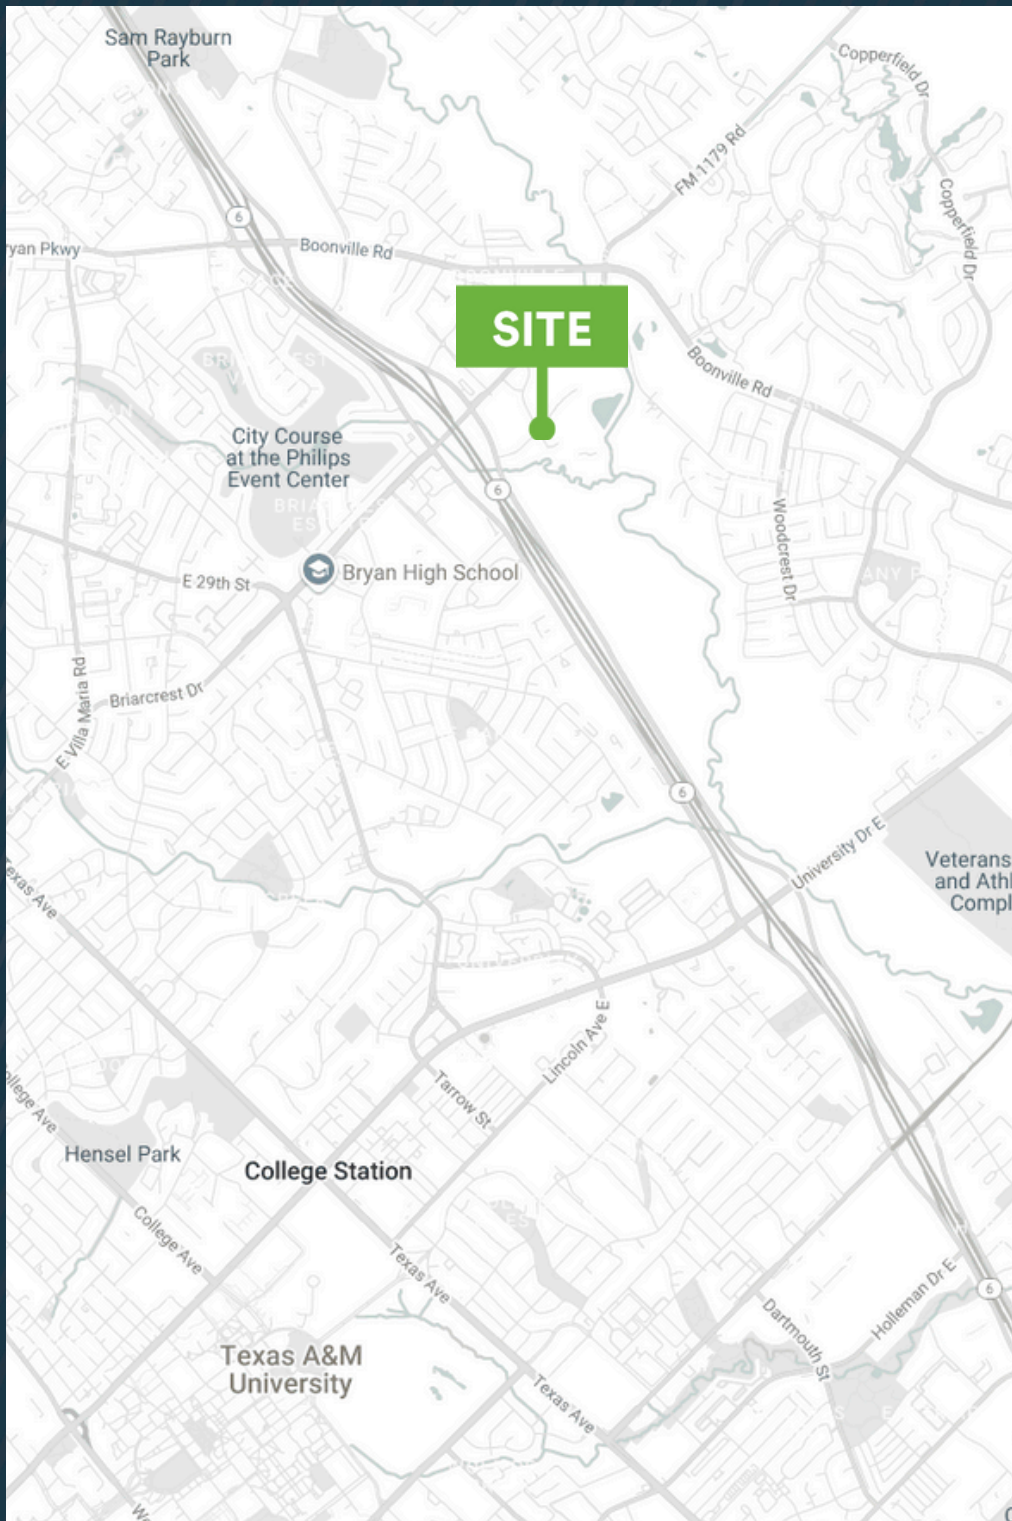 Sam Rayburn
Park
Copperfield Dr
FM 1179 Rd
Copperfield Dr
6
ryan Pkwy
Boonville Rd
SITE
Boonville Rd
City Course
at the Philips
Event Center
6
Woodcrest Dr
Bryan High School
E 29th St
E Villa Maria Rd
Briarcrest Dr
6
University Dr E
Veterans
and Athl
Compl
Texas Ave
Lincoln Ave E
Tarrow St
ollege Ave
Hensel Park
College Station
College Ave
Texas Ave
Holleman Dr E
6
Dartmouth St
Texas A&M
University
Texas Ave